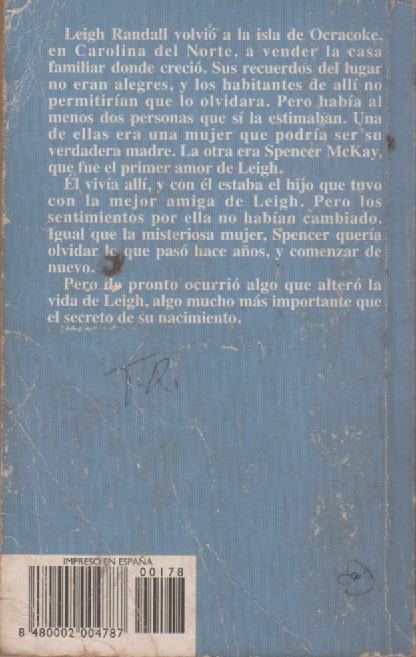 Leigh Randall volvió a la isla de Ocracoke,
en Carolina del Norte, a vender la casa
familiar donde creció. Sus recuerdos del lugar
no eran alegres, y los habitantes de allí no
permitirían que lo olvidara. Pero había al
menos dos personas que sí la estimaban. Una
de ellas era una mujer que podría ser su
verdadera madre. La otra era Spencer McKay,
que fue el primer amor de Leigh.
Él vivía allí, y con él estaba el hijo que tuvo
con la mejor amiga de Leigh. Pero los
sentimientos por ella no habían cambiado.
Igual que la misteriosa mujer, Spencer quería
olvidar lo que pasó hace años, y comenzar de
nuevo.
Pero de pronto ocurrió algo que alteró la
vida de Leigh, algo mucho más importante que
el secreto de su nacimiento.
T.R.
IMPRESO EN ESPAÑA
00178
8 480002 004787